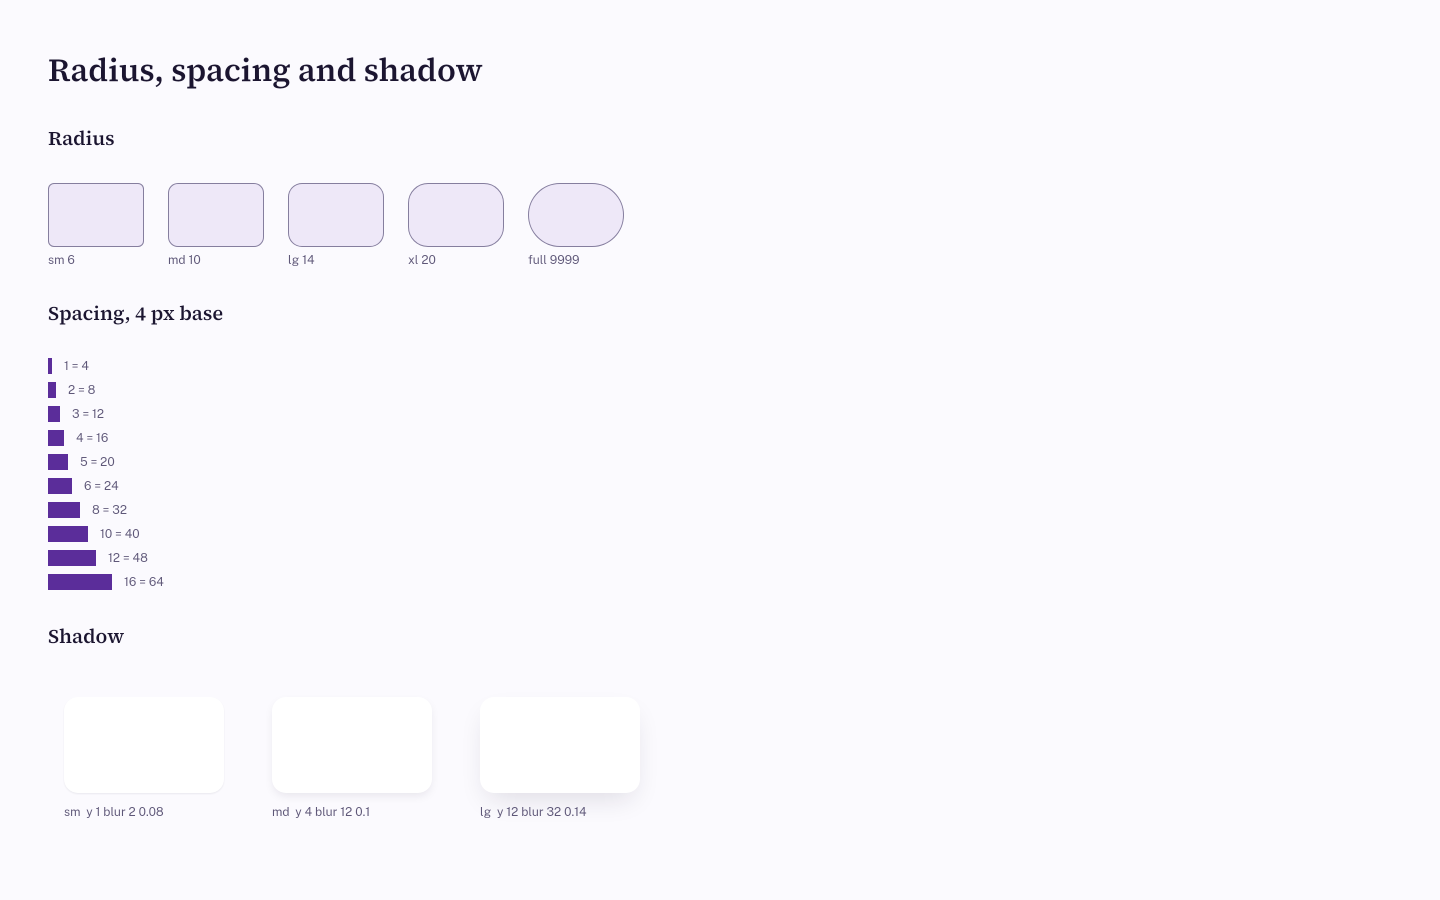 Radius, spacing and shadow
Radius
sm 6
md 10
lg 14
xl 20
full 9999
Spacing, 4 px base
1 = 4
2 = 8
3 = 12
4 = 16
5 = 20
6 = 24
8 = 32
10 = 40
12 = 48
16 = 64
Shadow
sm  y 1 blur 2 0.08
md  y 4 blur 12 0.1
lg  y 12 blur 32 0.14